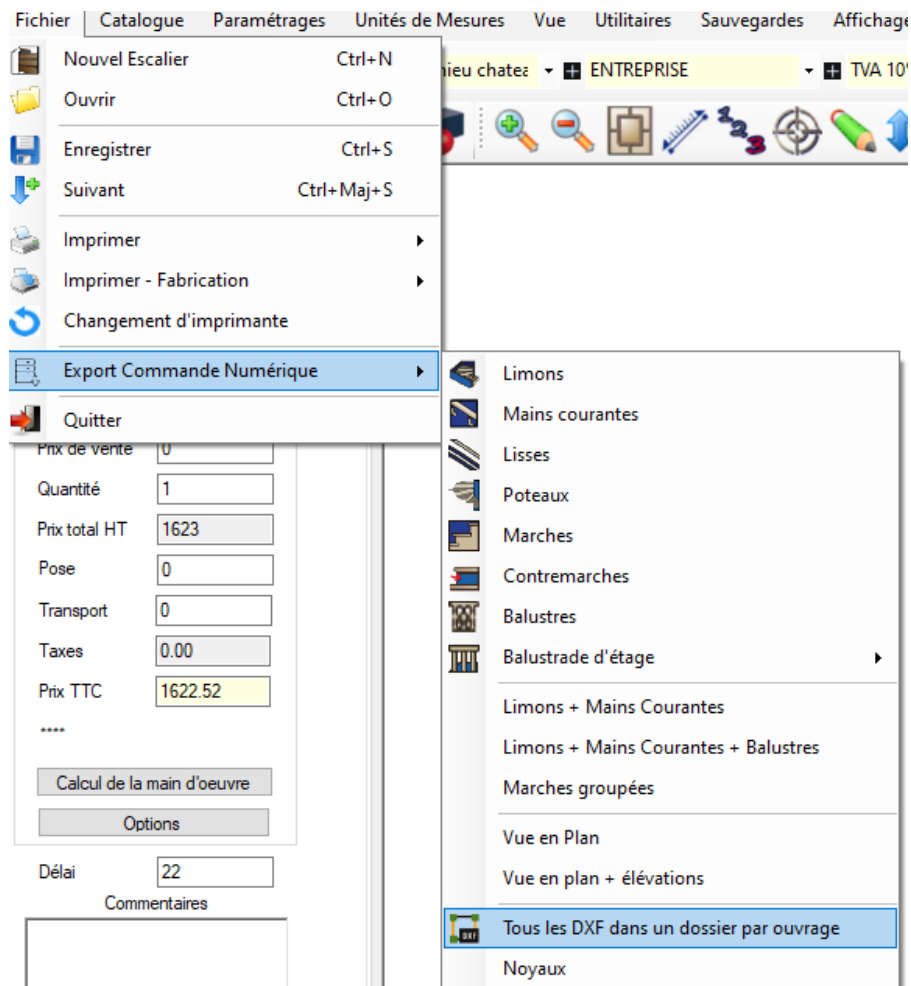 Fichier Catalogue Paramétrages Unités de Mesures Vue Utilitaires Sauvegardes Affichage
Nouvel Escalier Ctrl+N
ENTREPRISE TVA 10
Ouvrir Ctrl+O
Enregistrer Ctrl+S
Suivant Ctrl+Maj+S
Imprimer
Imprimer - Fabrication
Changement d'imprimante
Export Commande Numérique
Quitter
Limons
Mains courantes
Lisses
Poteaux
Marches
Contremarches
Balustres
Balustrade d'étage
Limons + Mains Courantes
Limons + Mains Courantes + Balustres
Marches groupées
Vue en Plan
Vue en plan + élévations
DXF Tous les DXF dans un dossier par ouvrage
Noyaux
Prix de vente 0
Quantité 1
Prix total HT 1623
Pose 0
Transport 0
Taxes 0.00
Prix TTC 1622.52
****
Calcul de la main d'oeuvre
Options
Délai 22
Commentaires